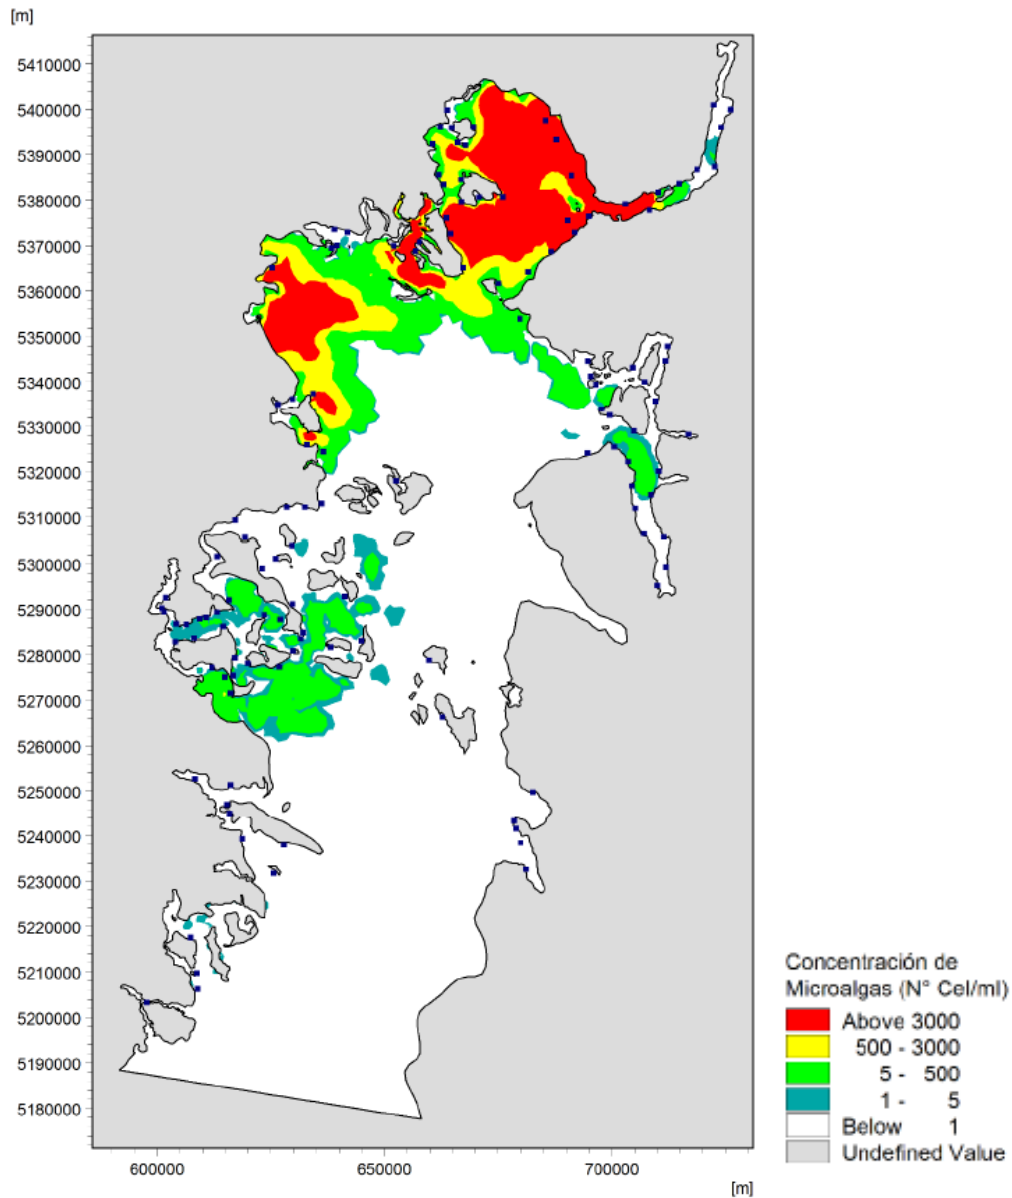 [m]
5410000
5400000
5390000
5380000
5370000
5360000
5350000
5340000
5330000
5320000
5310000
5300000
5290000
5280000
5270000
5260000
5250000
5240000
5230000
5220000
5210000
5200000
5190000
5180000
600000 650000 700000
[m]
Concentración de
Microalgas (N° Cel/ml)
Above 3000
500 - 3000
5 - 500
1 - 5
Below 1
Undefined Value